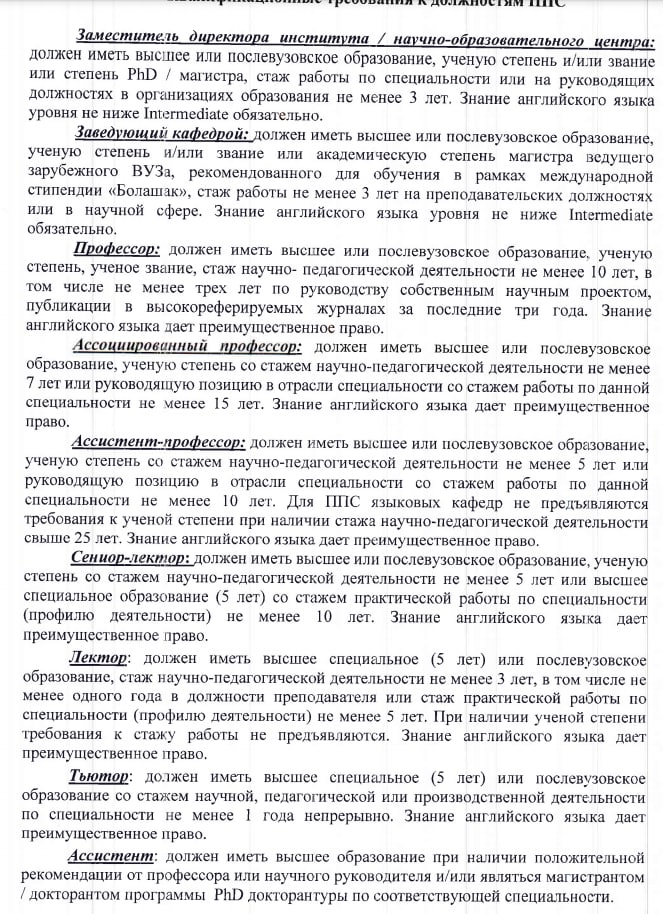 Квалификационные требования к должностям ППС
Заместитель директора института / научно-образовательного центра:
должен иметь высшее или послевузовское образование, ученую степень и/или звание
или степень PhD / магистра, стаж работы по специальности или на руководящих
должностях в организациях образования не менее 3 лет. Знание английского языка
уровня не ниже Intermediate обязательно.
Заведующий кафедрой: должен иметь высшее или послевузовское образование,
ученую степень и/или звание или академическую степень магистра ведущего
зарубежного ВУЗа, рекомендованного для обучения в рамках международной
стипендии «Болашак», стаж работы не менее 3 лет на преподавательских должностях
или в научной сфере. Знание английского языка уровня не ниже Intermediate
обязательно.
Профессор: должен иметь высшее или послевузовское образование, ученую
степень, ученое звание, стаж научно- педагогической деятельности не менее 10 лет, в
том числе не менее трех лет по руководству собственным научным проектом,
публикации в высокореферируемых журналах за последние три года. Знание
английского языка дает преимущественное право.
Ассоциированный профессор: должен иметь высшее или послевузовское
образование, ученую степень со стажем научно-педагогической деятельности не менее
7 лет или руководящую позицию в отрасли специальности со стажем работы по данной
специальности не менее 15 лет. Знание английского языка дает преимущественное
право.
Ассистент-профессор: должен иметь высшее или послевузовское образование,
ученую степень со стажем научно-педагогической деятельности не менее 5 лет или
руководящую позицию в отрасли специальности со стажем работы по данной
специальности не менее 10 лет. Для ППС языковых кафедр не предъявляются
требования к ученой степени при наличии стажа научно-педагогической деятельности
свыше 25 лет. Знание английского языка дает преимущественное право.
Сениор-лектор: должен иметь высшее или послевузовское образование, ученую
степень со стажем научно-педагогической деятельности не менее 5 лет или высшее
специальное образование (5 лет) со стажем практической работы по специальности
(профилю деятельности) не менее 10 лет. Знание английского языка дает
преимущественное право.
Лектор: должен иметь высшее специальное (5 лет) или послевузовское
образование, стаж научно-педагогической деятельности не менее 3 лет, в том числе не
менее одного года в должности преподавателя или стаж практической работы по
специальности (профилю деятельности) не менее 5 лет. При наличии ученой степени
требования к стажу работы не предъявляются. Знание английского языка дает
преимущественное право.
Тьютор: должен иметь высшее специальное (5 лет) или послевузовское
образование со стажем научной, педагогической или производственной деятельности
по специальности не менее 1 года непрерывно. Знание английского языка дает
преимущественное право.
Ассистент: должен иметь высшее образование при наличии положительной
рекомендации от профессора или научного руководителя и/или являться магистрантом
/ докторантом программы PhD докторантуры по соответствующей специальности.